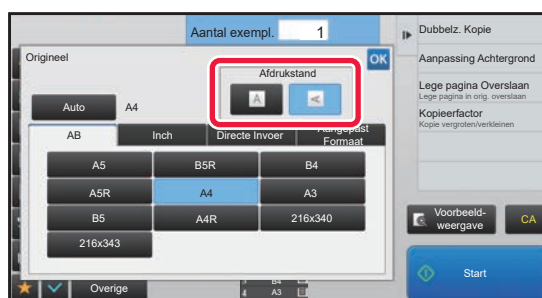 Aantal exempl. 1
Origineel
OK
Afdrukstand
A A
Auto A4
AB Inch Directe Invoer Aangepast
Formaat
A5 B5R B4
A5R A4 A3
B5 A4R 216x340
216x343
Overige
B4
4 A3
Dubbelz. Kopie
Aanpassing Achtergrond
Lege pagina Overslaan
Lege pagina in orig. overslaan
Kopieerfactor
Kopie vergroten/verkleinen
Voorbeeld-
weergave
CA
Start